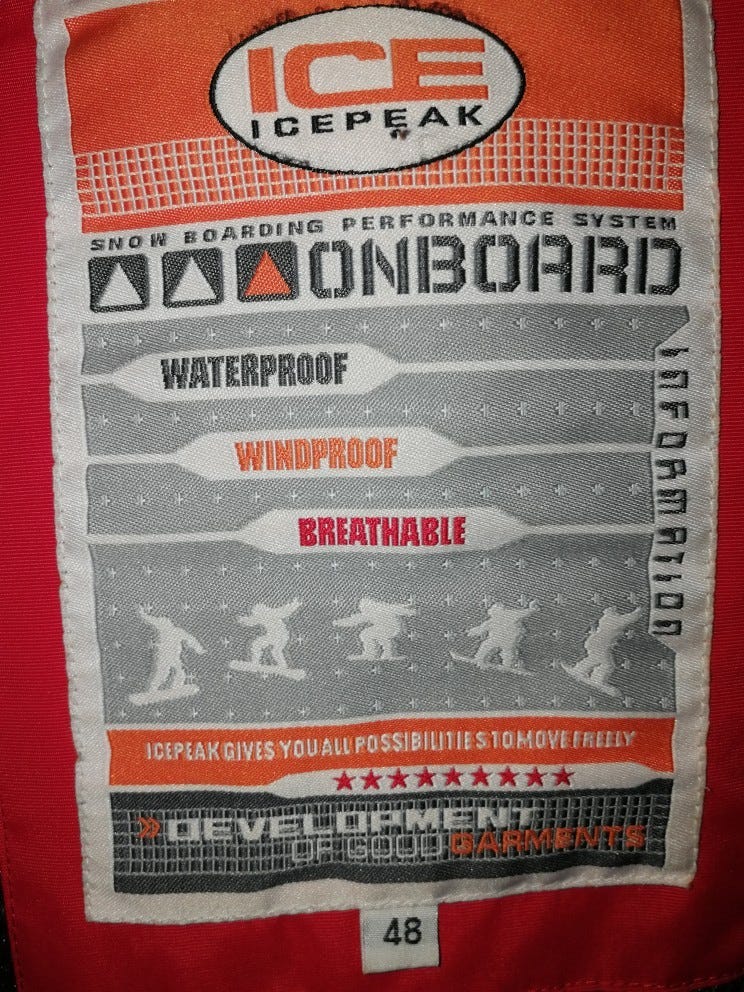 ICE
ICEPEAK
SNOW BOARDING PERFORMANCE SYSTEM
ONBOARD
INFORMATION
WATERPROOF
WINDPROOF
BREATHABLE
ICEPEAK GIVES YOU ALL POSSIBILITIES TO MOVE FREELY
»DEVELOPMENT
OF GOOD GARMENTS
48